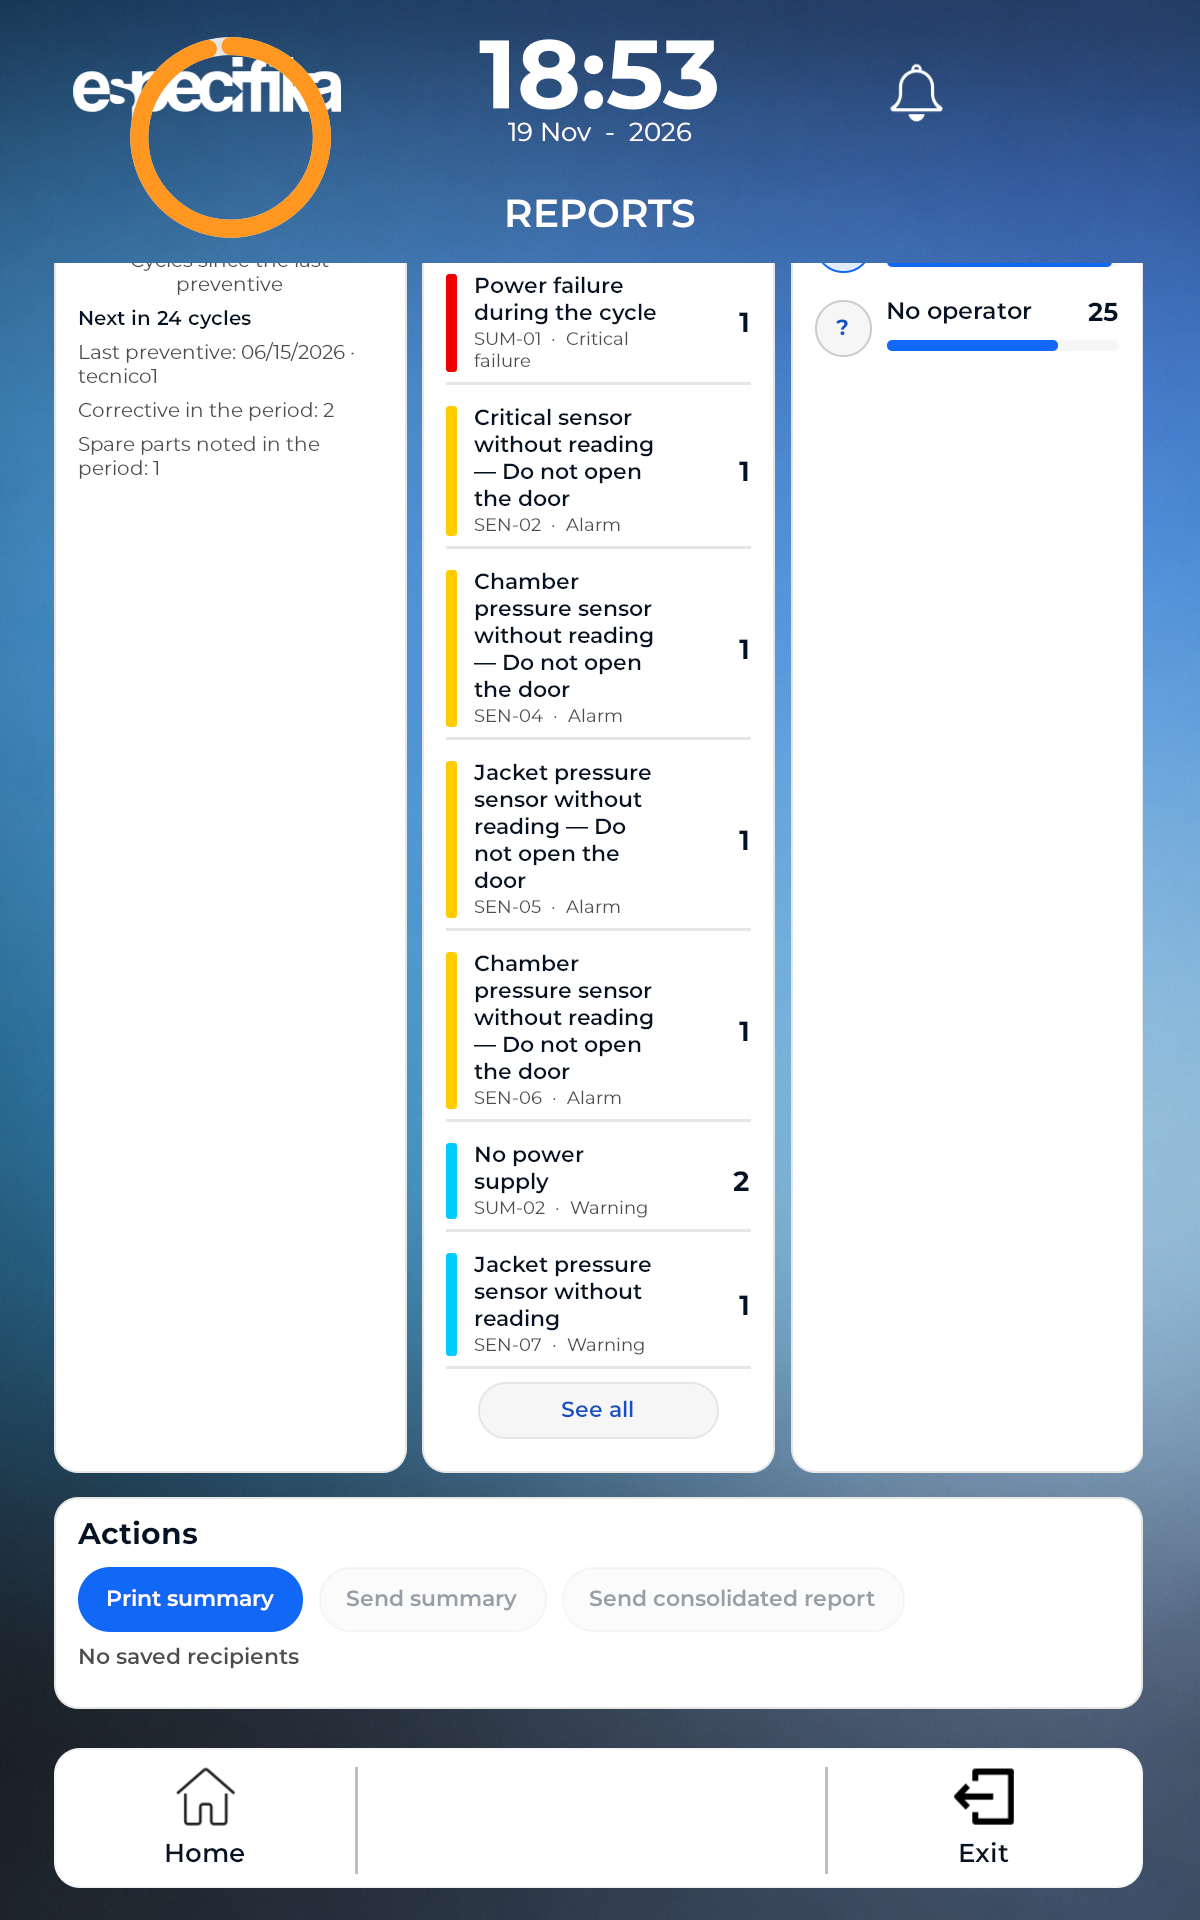 especifika
18:53
19 Nov - 2026
REPORTS
Cycles since the last
preventive
Next in 24 cycles
Last preventive: 06/15/2026 ·
tecnico1
Corrective in the period: 2
Spare parts noted in the
period: 1
Power failure
during the cycle
SUM-01 · Critical
failure
1
Critical sensor
without reading
— Do not open
the door
SEN-02 · Alarm
1
Chamber
pressure sensor
without reading
— Do not open
the door
SEN-04 · Alarm
1
Jacket pressure
sensor without
reading — Do
not open the
door
SEN-05 · Alarm
1
Chamber
pressure sensor
without reading
— Do not open
the door
SEN-06 · Alarm
1
No power
supply
SUM-02 · Warning
2
Jacket pressure
sensor without
reading
SEN-07 · Warning
1
See all
?
No operator
25
Actions
Print summary
Send summary
Send consolidated report
No saved recipients
Home
Exit